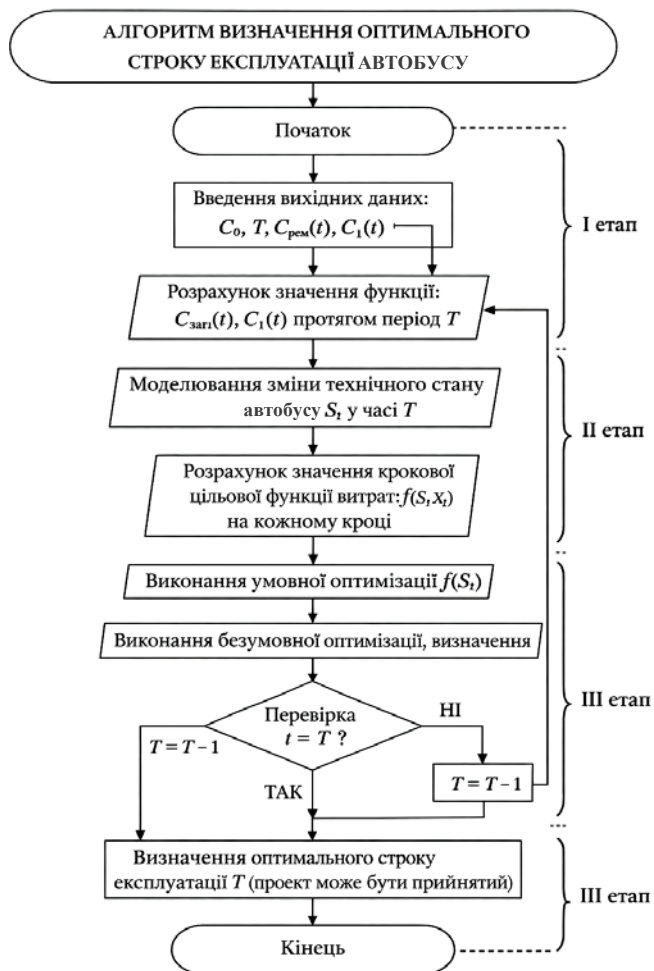 АЛГОРИТМ ВИЗНАЧЕННЯ ОПТИМАЛЬНОГО
СТРОКУ ЕКСПЛУАТАЦІЇ АВТОБУСУ
Початок
Введення вихідних даних:
C₀, T, Cрем(t), C₁(t)
I етап
Розрахунок значення функції:
Cзаг1(t), C₁(t) протягом період T
Моделювання зміни технічного стану
автобусу Sₜ у часі T
II етап
Розрахунок значення крокової
цільової функції витрат: f(Sₜ Xₜ)
на кожному кроці
Виконання умовної оптимізації f(Sₜ)
Виконання безумовної оптимізації, визначення
III етап
Перевірка
t = T ?
НІ
T = T – 1
T = T – 1
ТАК
Визначення оптимального строку
експлуатації T (проект може бути прийнятий)
III етап
Кінець